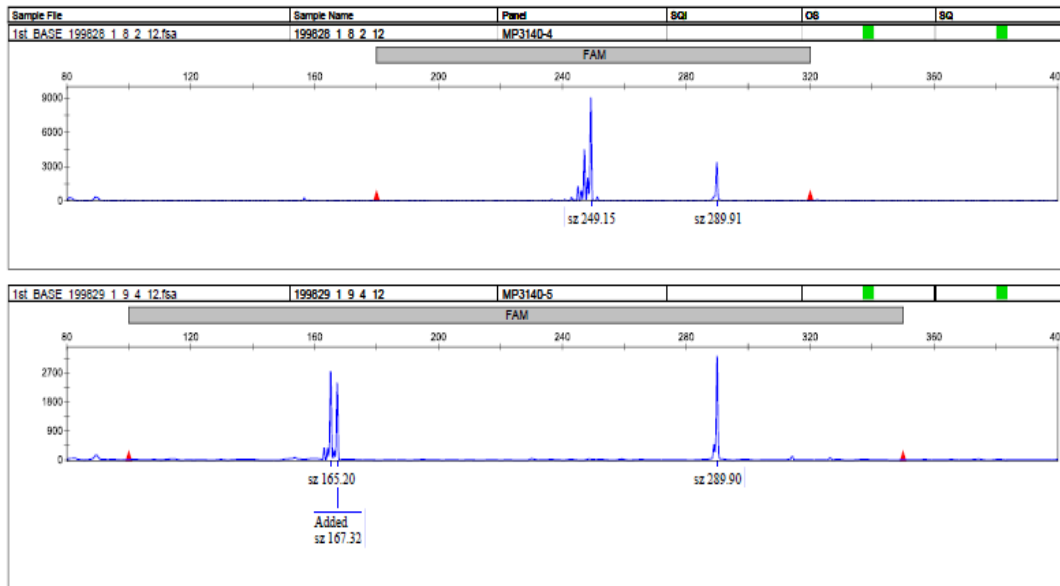 Sample File Sample Name Panel SQI OS SQ
1st_BASE_199828_1_8_2_12.fsa 199828_1_8_2_12 MP3140-4
FAM
80 120 160 200 240 280 320 360 40
9000
6000
3000
0
sz 249.15 sz 289.91
1st_BASE_199829_1_9_4_12.fsa 199829_1_9_4_12 MP3140-5
FAM
80 120 160 200 240 280 320 360 40
2700
1800
900
0
sz 165.20 sz 289.90
Added
sz 167.32